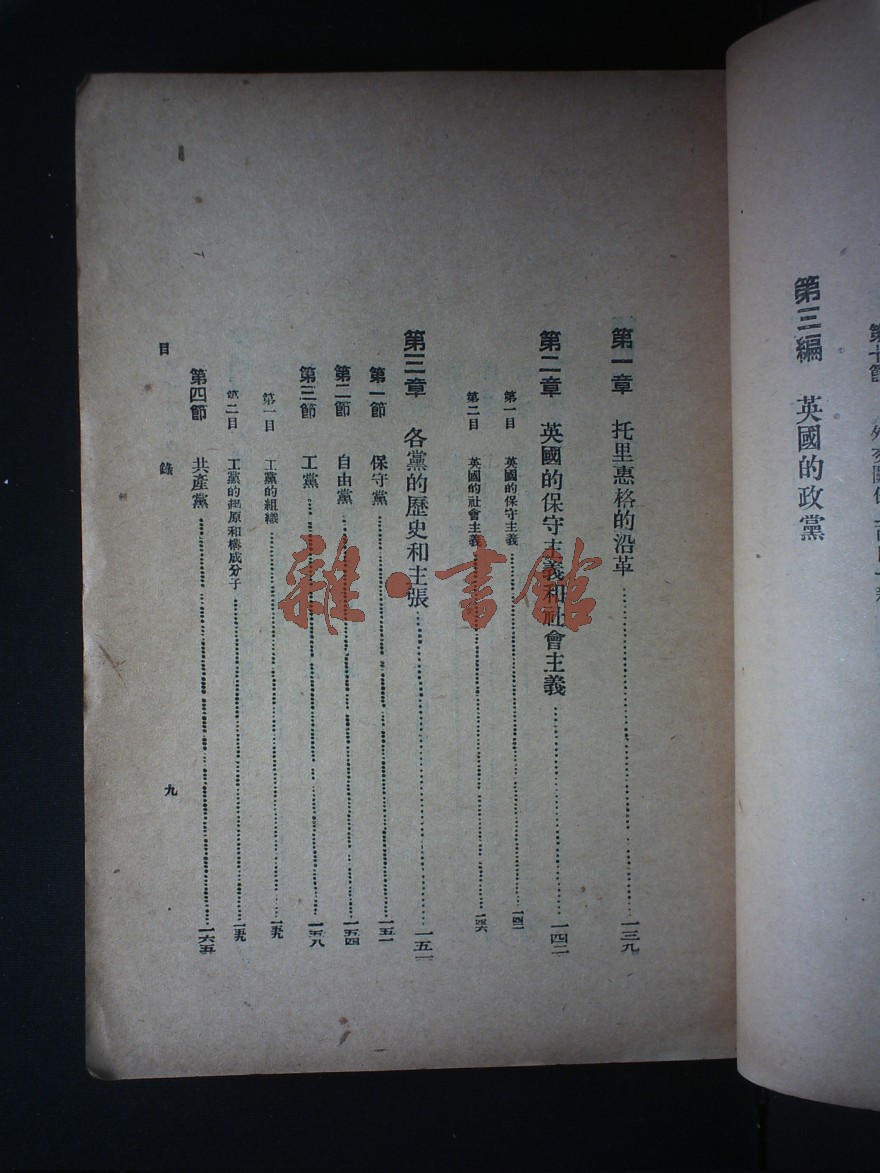 第十節
第三編　英國的政黨
第一章　托里惠格的沿革……一三九
第二章　英國的保守主義和社會主義……一四二
第一目　英國的保守主義……一四二
第二目　英國的社會主義……一四六
第三章　各黨的歷史和主張……一五一
第一節　保守黨……一五一
第二節　自由黨……一五四
第三節　工黨……一五八
第一目　工黨的組織……一五九
第二目　工黨的起原和構成分子……一五九
第四節　共產黨……一六五
目錄
九
雜·書館